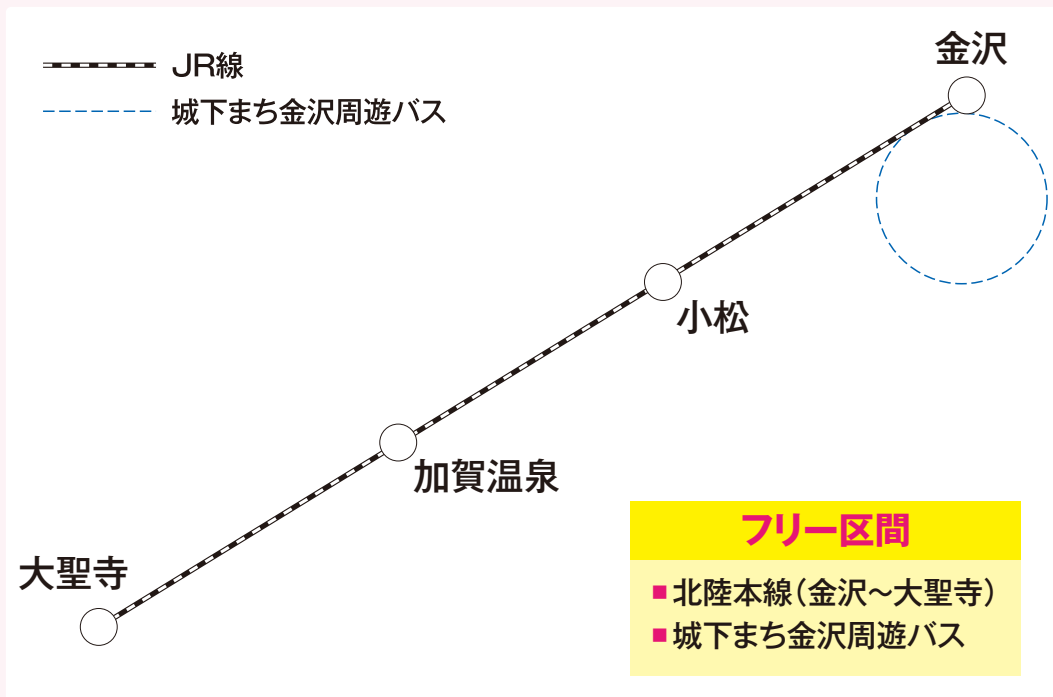 JR線
城下まち金沢周遊バス
金沢
小松
加賀温泉
大聖寺
フリー区間
■北陸本線(金沢～大聖寺)
■城下まち金沢周遊バス